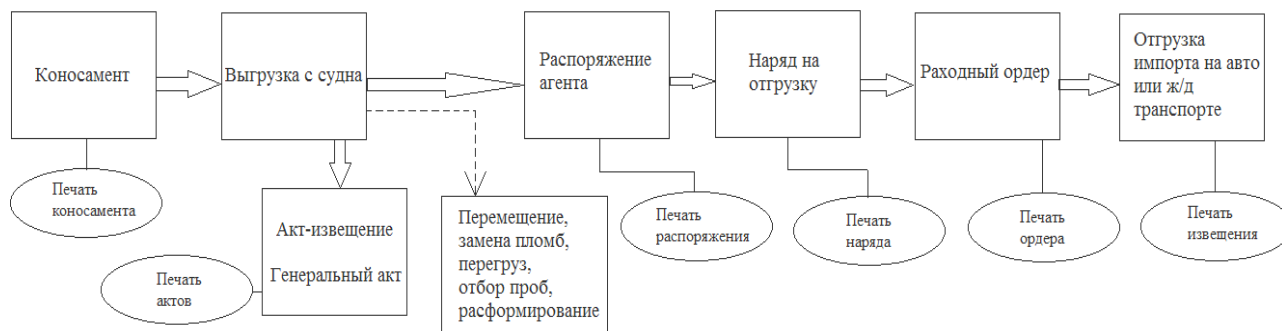 Коносамент
Выгрузка с судна
Распоряжение
агента
Наряд на
отгрузку
Раходный ордер
Отгрузка
импорта на авто
или ж/д
транспорте
Печать
коносамента
Акт-извещение
Генеральный акт
Печать
актов
Перемещение,
замена пломб,
перегруз,
отбор проб,
расформирование
Печать
распоряжения
Печать
наряда
Печать
ордера
Печать
извещения